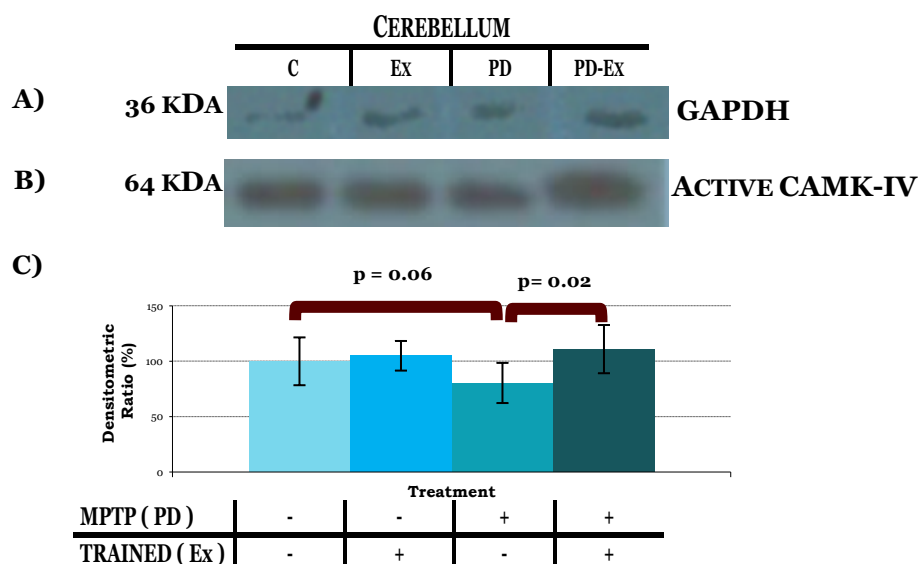 CEREBELLUM
C Ex PD PD-Ex
A) 36 KDA GAPDH
B) 64 KDA ACTIVE CAMK-IV
C)
p = 0.06 p= 0.02
Densitometric
Ratio (%)
150
100
50
0
Treatment
MPTP ( PD ) - - + +
TRAINED ( Ex ) - + - +